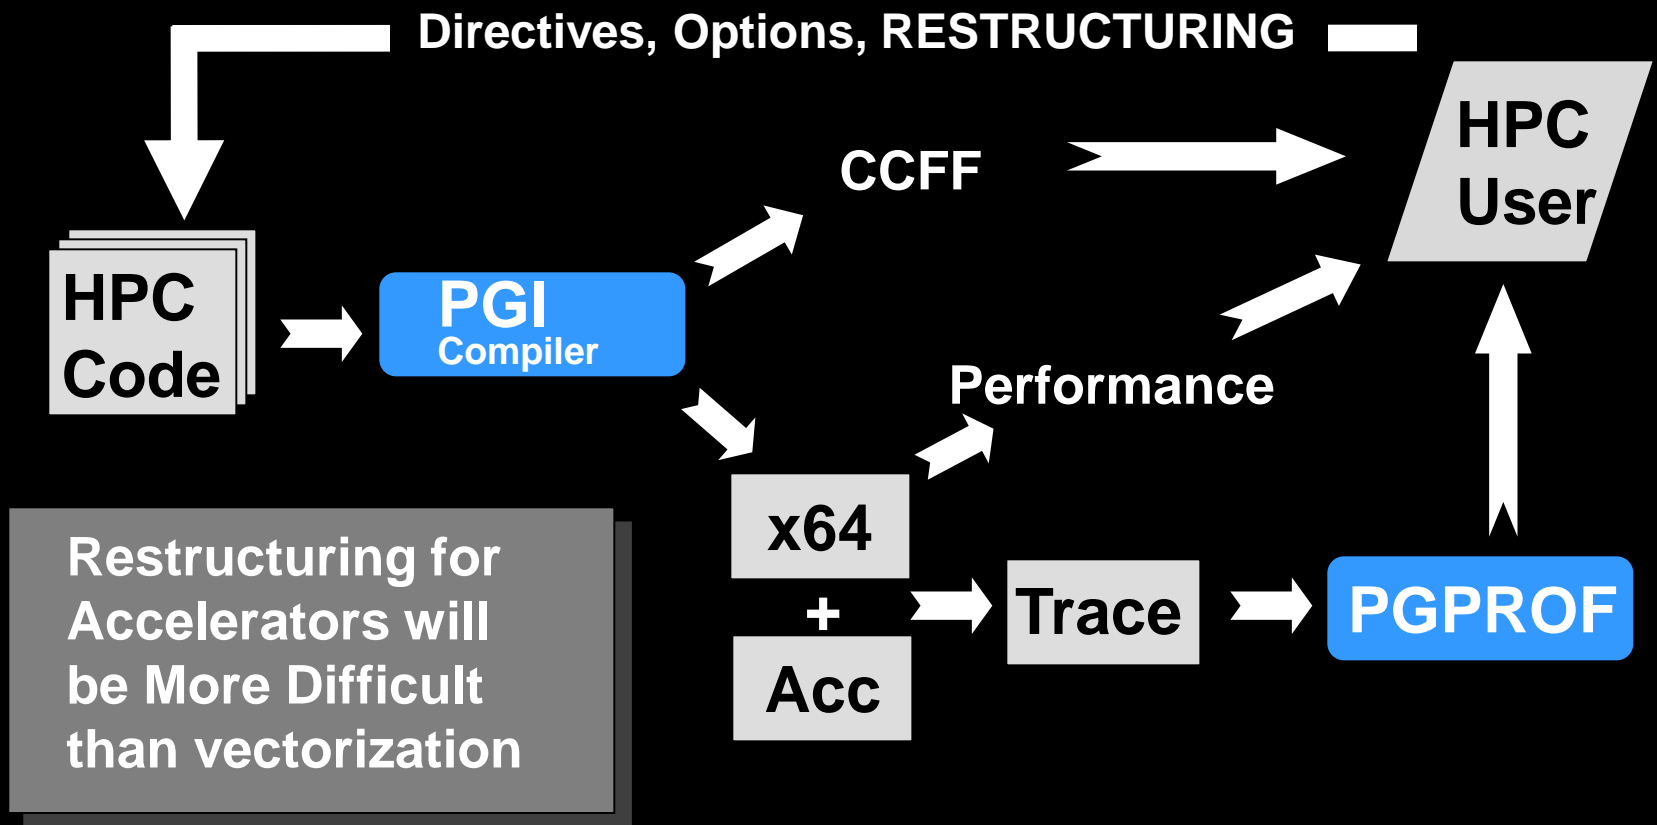 Directives, Options, RESTRUCTURING
HPC
User
CCFF
HPC
Code
PGI
Compiler
Performance
x64
+
Acc
Trace
PGPROF
Restructuring for
Accelerators will
be More Difficult
than vectorization